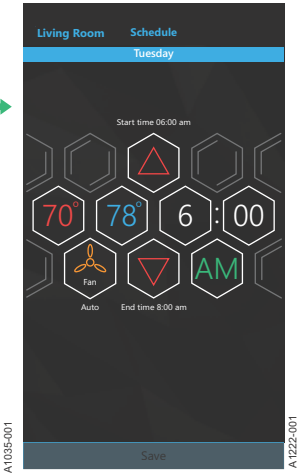 Living Room Schedule
Tuesday
Start time 06:00 am
70° 78° 6 : 00
Fan AM
Auto End time 8:00 am
Save
A1035-001
A1222-001